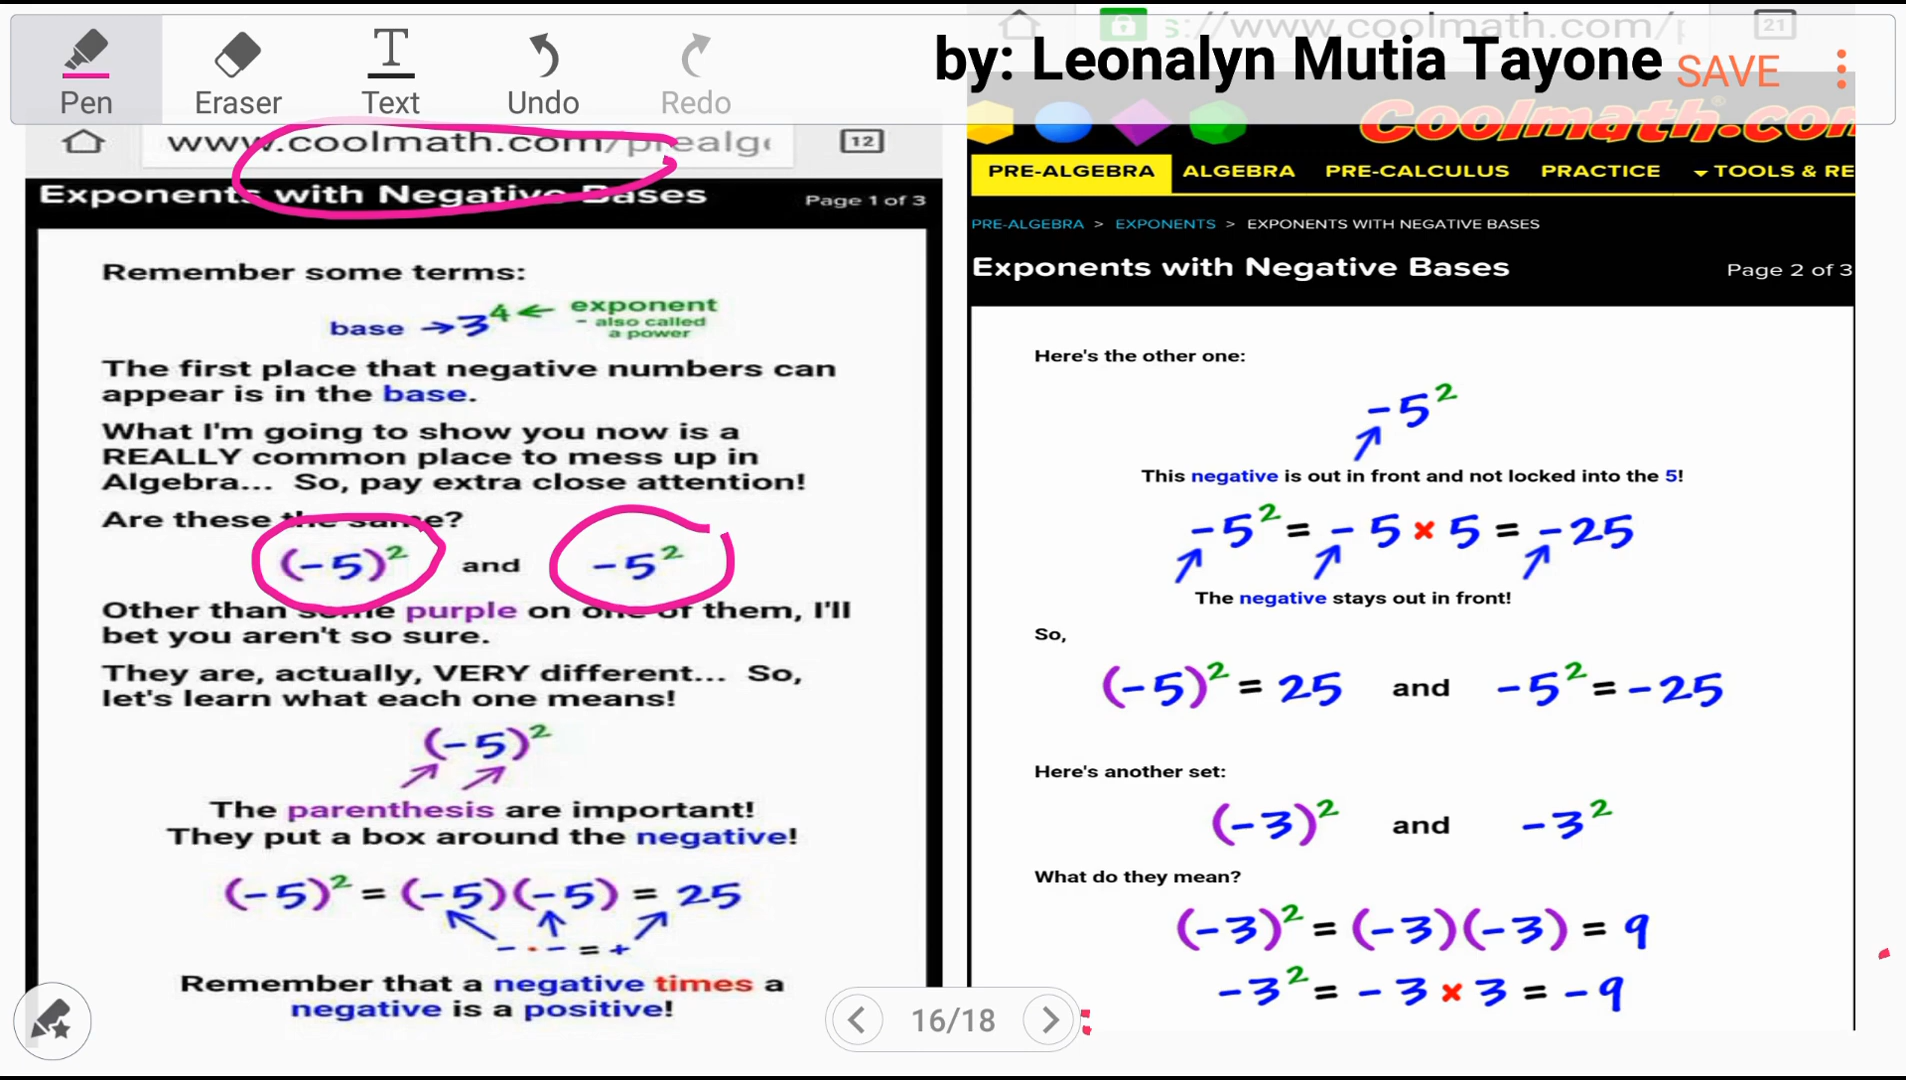 Pen
Eraser
Text
Undo
Redo
by: Leonalyn Mutia Tayone
SAVE
www.coolmath.com/prealg
12
Exponents with Negative Bases
Page 1 of 3
Remember some terms:
base → 3⁴ ← exponent
- also called
a power
The first place that negative numbers can
appear is in the base.
What I'm going to show you now is a
REALLY common place to mess up in
Algebra... So, pay extra close attention!
Are these the same?
(-5)² and -5²
Other than some purple on one of them, I'll
bet you aren't so sure.
They are, actually, VERY different... So,
let's learn what each one means!
(-5)²
The parenthesis are important!
They put a box around the negative!
(-5)² = (-5)(-5) = 25
- · - = +
Remember that a negative times a
negative is a positive!
16/18
s://www.coolmath.com/p
21
Coolmath.com
PRE-ALGEBRA ALGEBRA PRE-CALCULUS PRACTICE ▾ TOOLS & RE
PRE-ALGEBRA > EXPONENTS > EXPONENTS WITH NEGATIVE BASES
Exponents with Negative Bases
Page 2 of 3
Here's the other one:
-5²
This negative is out in front and not locked into the 5!
-5² = -5 × 5 = -25
The negative stays out in front!
So,
(-5)² = 25 and -5² = -25
Here's another set:
(-3)² and -3²
What do they mean?
(-3)² = (-3)(-3) = 9
-3² = -3 × 3 = -9